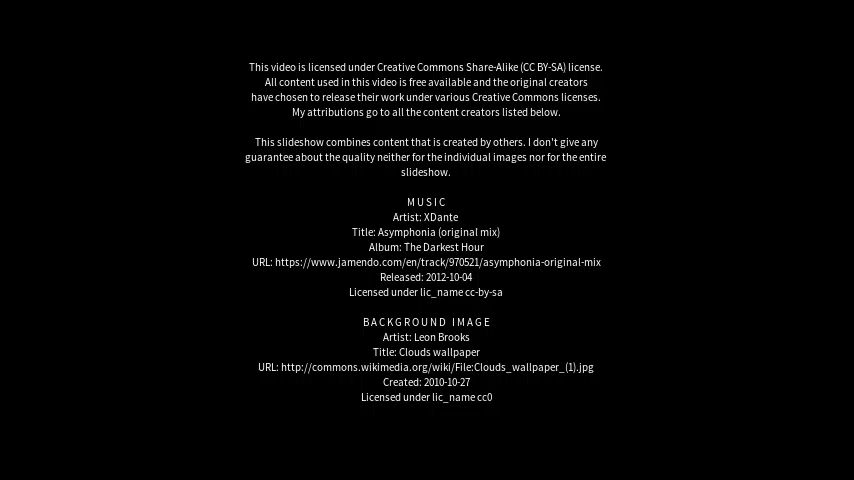 This video is licensed under Creative Commons Share-Alike (CC BY-SA) license.
All content used in this video is free available and the original creators
have chosen to release their work under various Creative Commons licenses.
My attributions go to all the content creators listed below.
This slideshow combines content that is created by others. I don't give any
guarantee about the quality neither for the individual images nor for the entire
slideshow.
MUSIC
Artist: XDante
Title: Asymphonia (original mix)
Album: The Darkest Hour
URL: https://www.jamendo.com/en/track/970521/asymphonia-original-mix
Released: 2012-10-04
Licensed under lic_name cc-by-sa
BACKGROUND IMAGE
Artist: Leon Brooks
Title: Clouds wallpaper
URL: http://commons.wikimedia.org/wiki/File:Clouds_wallpaper_(1).jpg
Created: 2010-10-27
Licensed under lic_name cc0